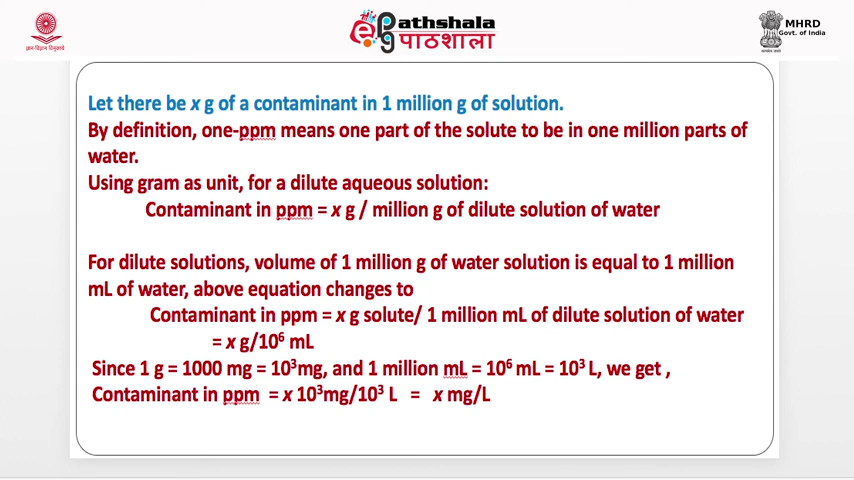 Pathshala
पाठशाला
MHRD
Govt. of India
Let there be x g of a contaminant in 1 million g of solution.
By definition, one-ppm means one part of the solute to be in one million parts of
water.
Using gram as unit, for a dilute aqueous solution:
Contaminant in ppm = x g / million g of dilute solution of water
For dilute solutions, volume of 1 million g of water solution is equal to 1 million
mL of water, above equation changes to
Contaminant in ppm = x g solute/ 1 million mL of dilute solution of water
= x g/10⁶ mL
Since 1 g = 1000 mg = 10³mg, and 1 million mL = 10⁶ mL = 10³ L, we get ,
Contaminant in ppm = x 10³mg/10³ L = x mg/L